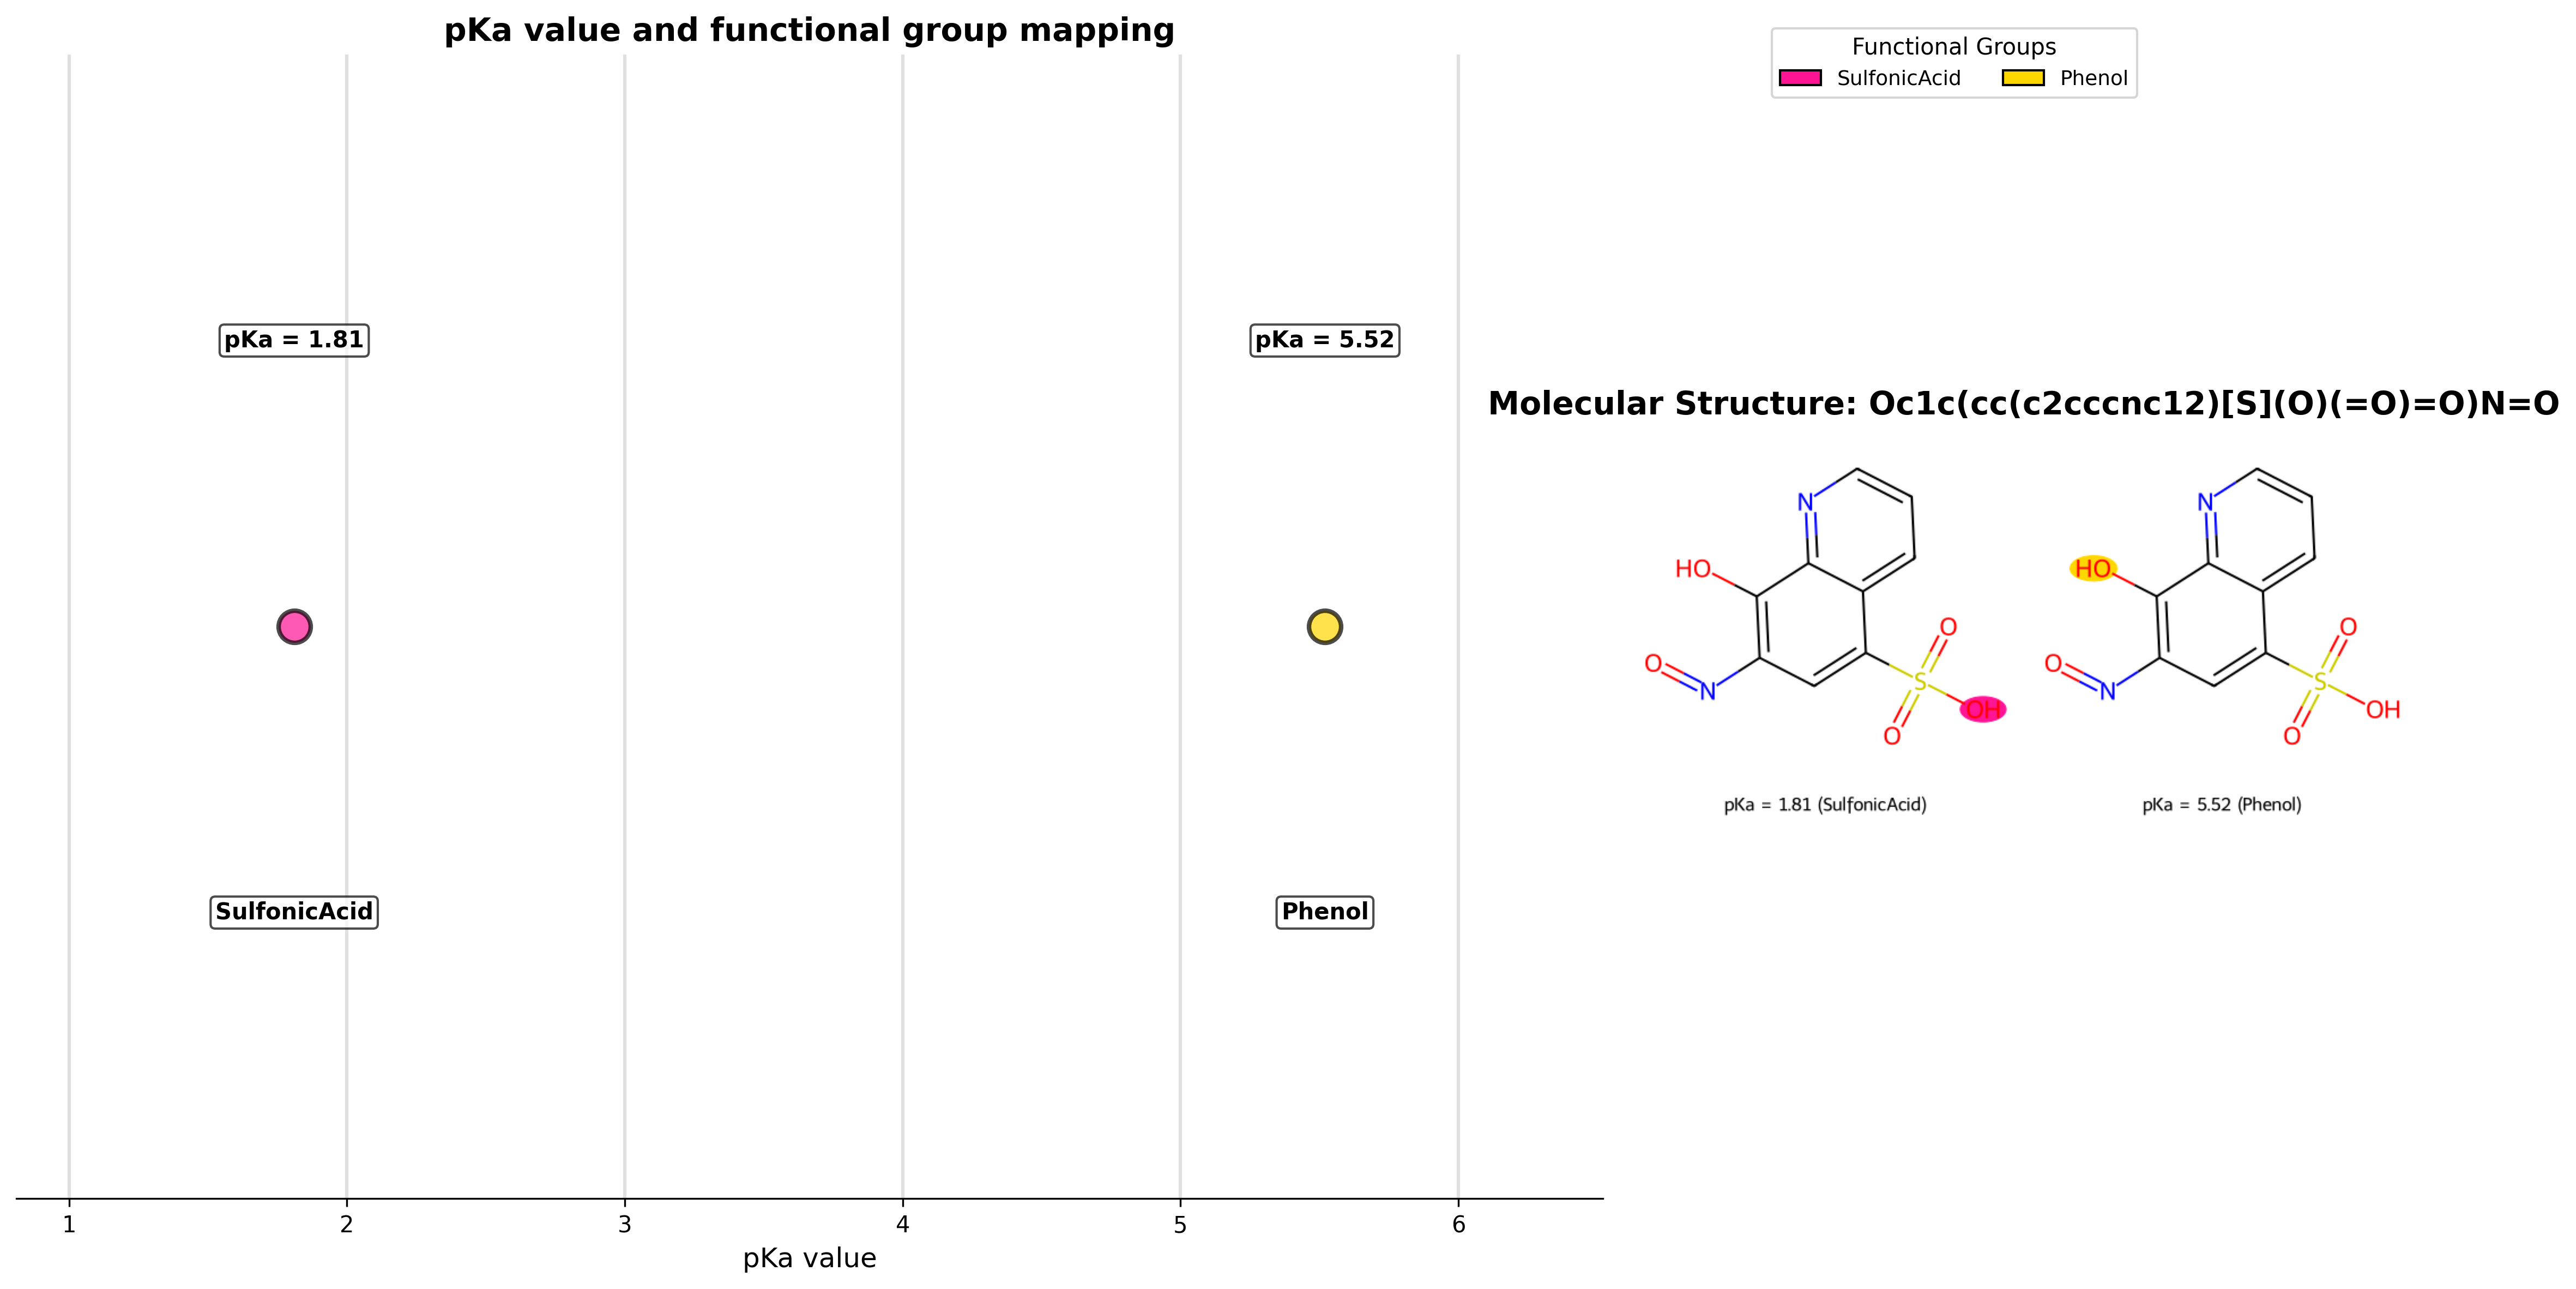 pKa value and functional group mapping
pKa = 1.81
pKa = 5.52
SulfonicAcid
Phenol
1
2
3
4
5
6
pKa value
Functional Groups
SulfonicAcid
Phenol
Molecular Structure: Oc1c(cc(c2cccnc12)[S](O)(=O)=O)N=O
N
HO
O
N
O
S
OH
O
pKa = 1.81 (SulfonicAcid)
N
HO
O
N
O
S
OH
O
pKa = 5.52 (Phenol)